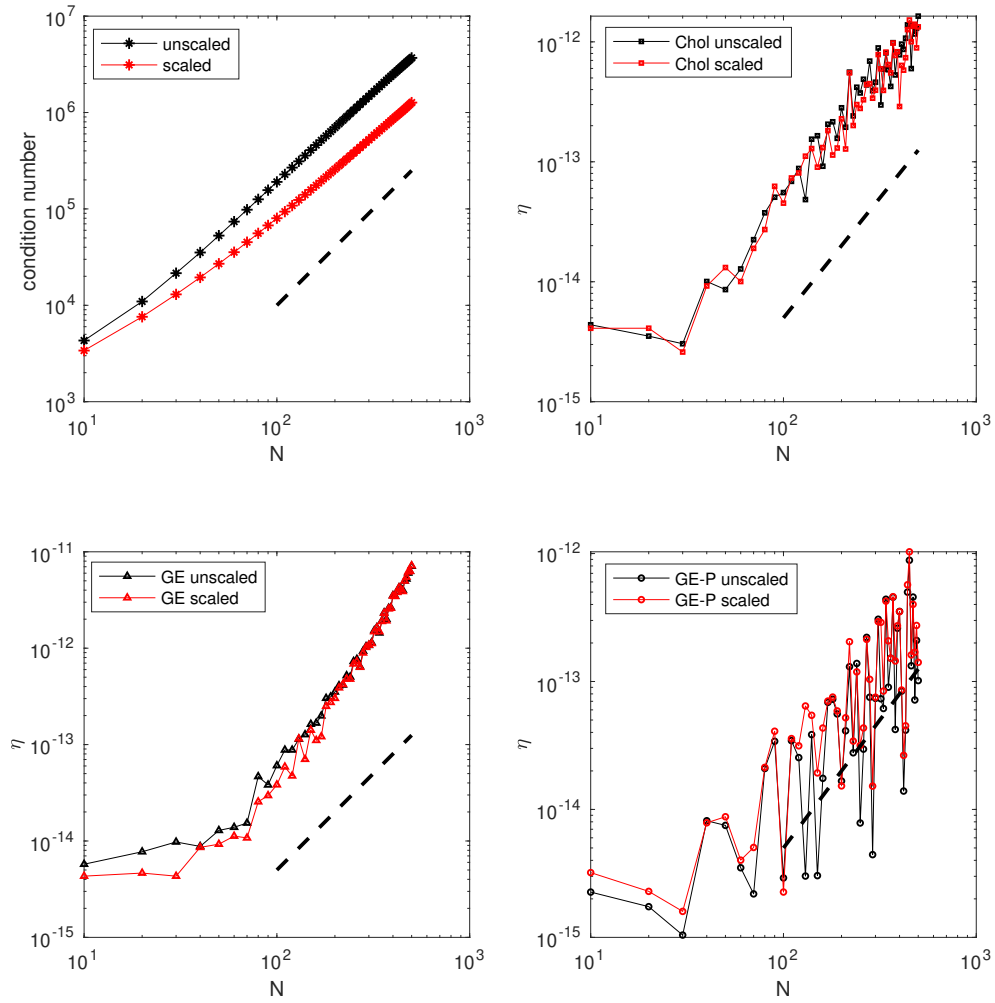 10^7
unscaled
scaled
10^6
10^5
10^4
10^3
condition number
10^1
10^2
10^3
N
Chol unscaled
Chol scaled
10^-12
10^-13
10^-14
10^-15
η
10^1
10^2
10^3
N
10^-11
GE unscaled
GE scaled
10^-12
10^-13
10^-14
10^-15
η
10^1
10^2
10^3
N
10^-12
GE-P unscaled
GE-P scaled
10^-13
10^-14
10^-15
η
10^1
10^2
10^3
N